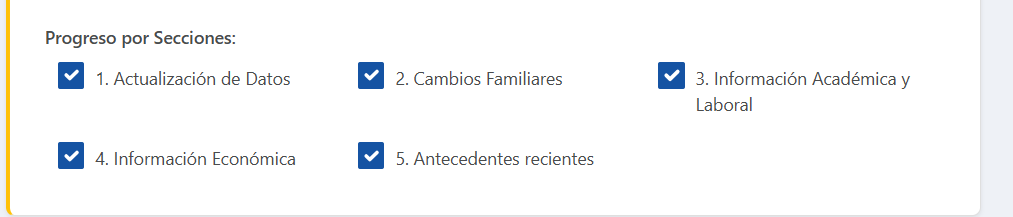 Progreso por Secciones:
1. Actualización de Datos
2. Cambios Familiares
3. Información Académica y
Laboral
4. Información Económica
5. Antecedentes recientes